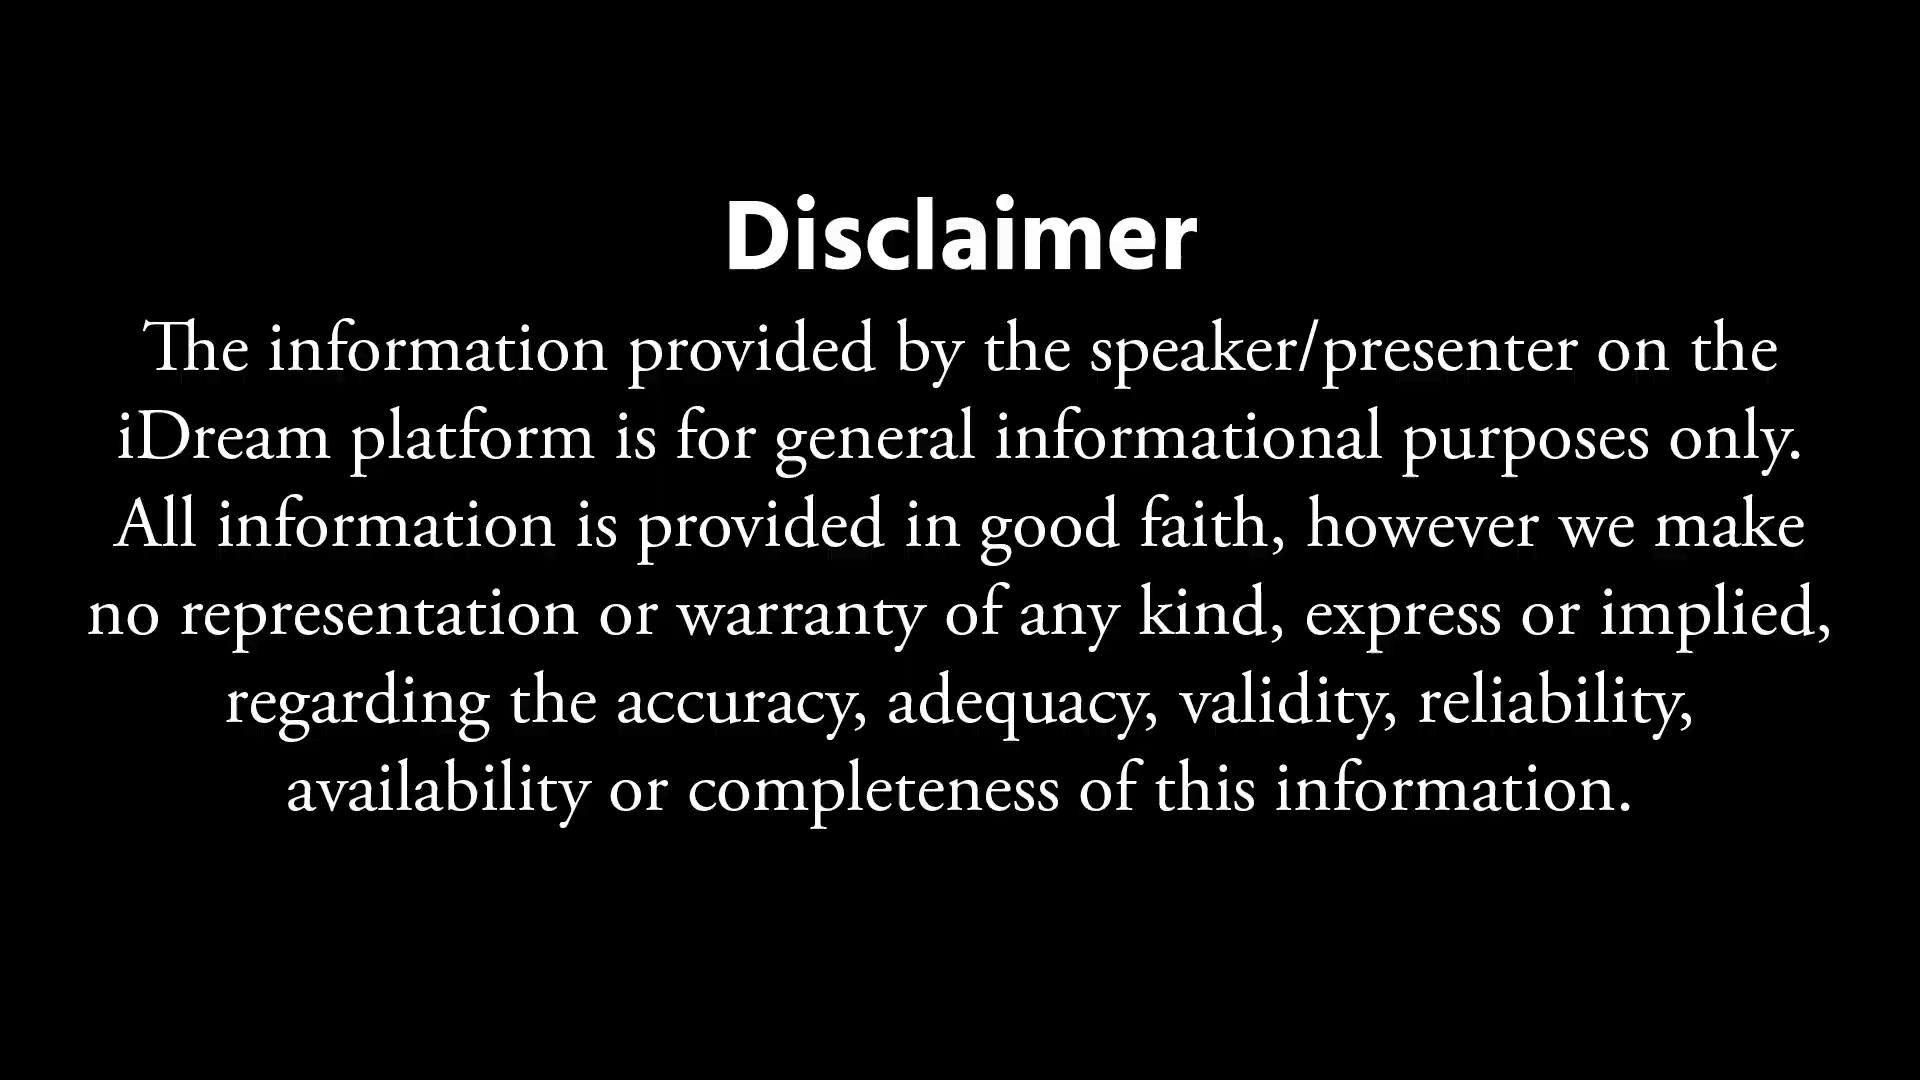 Disclaimer
The information provided by the speaker/presenter on the
iDream platform is for general informational purposes only.
All information is provided in good faith, however we make
no representation or warranty of any kind, express or implied,
regarding the accuracy, adequacy, validity, reliability,
availability or completeness of this information.